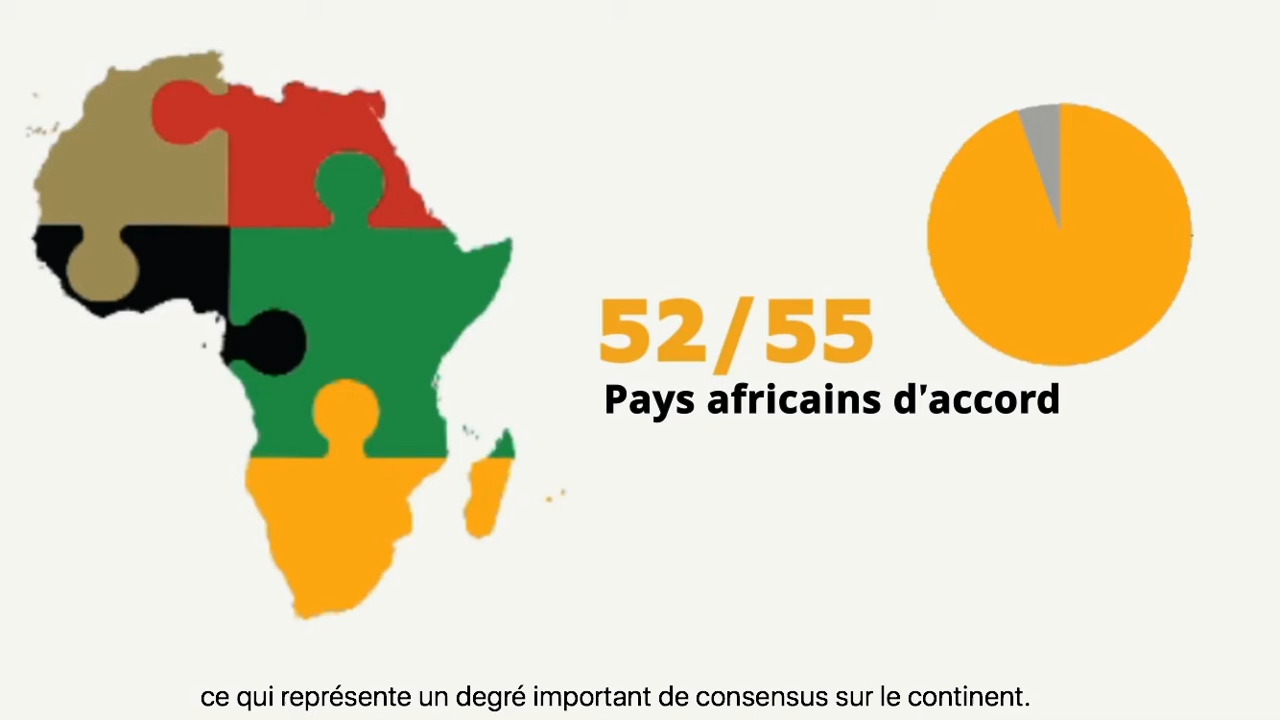 52/55
Pays africains d'accord
ce qui représente un degré important de consensus sur le continent.